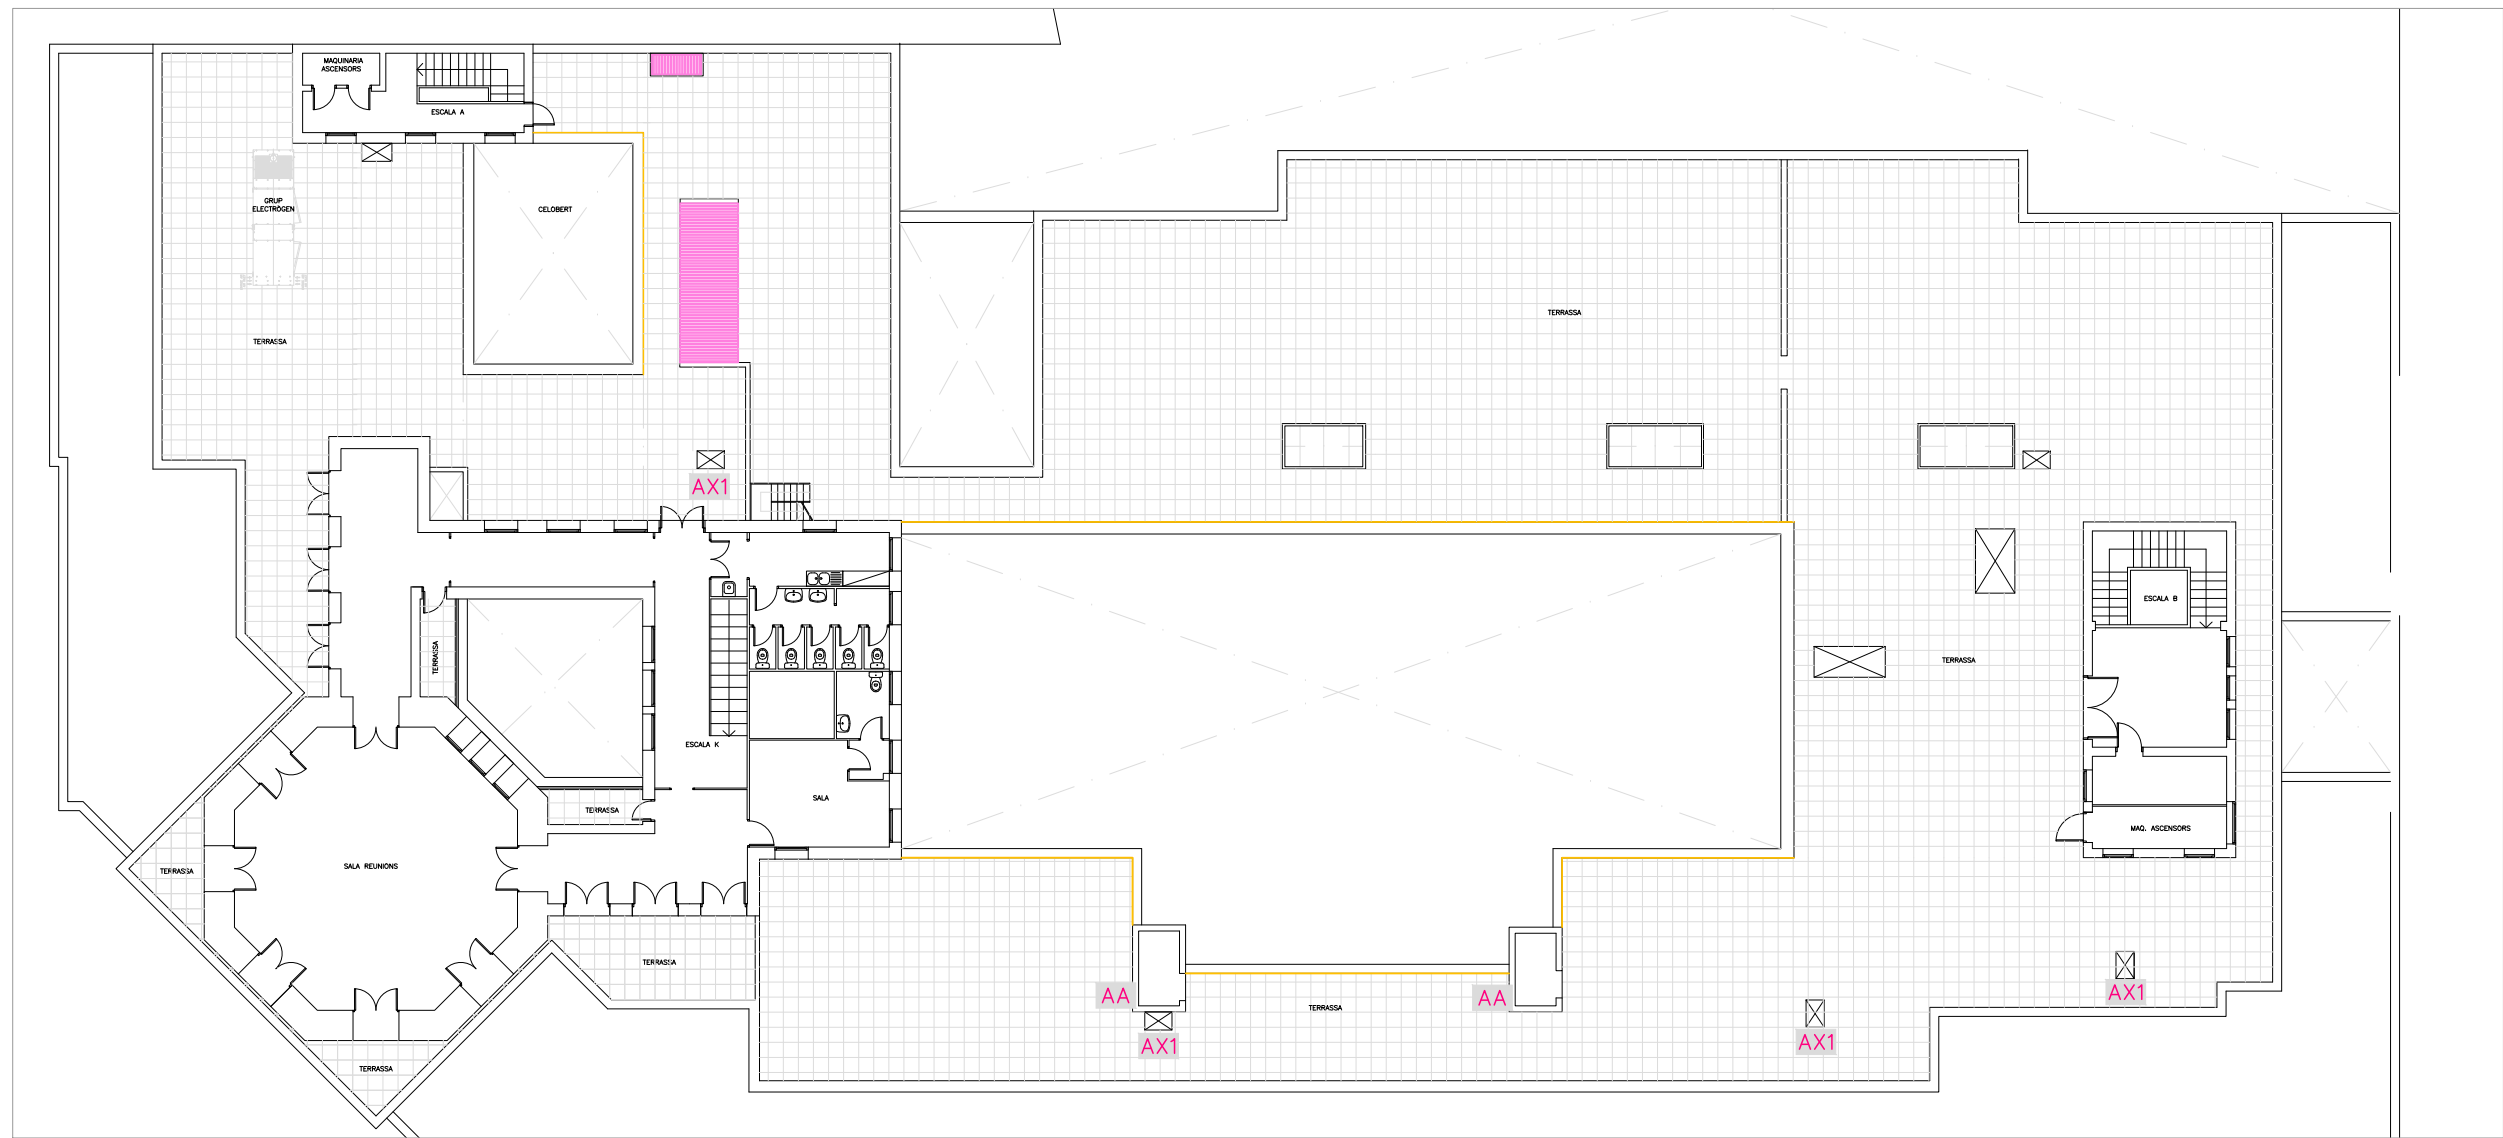 MAQUINARIA
ASCENSORS
ESCALA A
GRUP
ELECTRÒGEN
CELOBERT
TERRASSA
TERRASSA
AX1
ESCALA B
TERRASSA
TERRASSA
ESCALA K
SALA
TERRASSA
MAQ. ASCENSORS
SALA REUNIONS
TERRASSA
TERRASSA
AA
AA
TERRASSA
AX1
AX1
AX1
TERRASSA